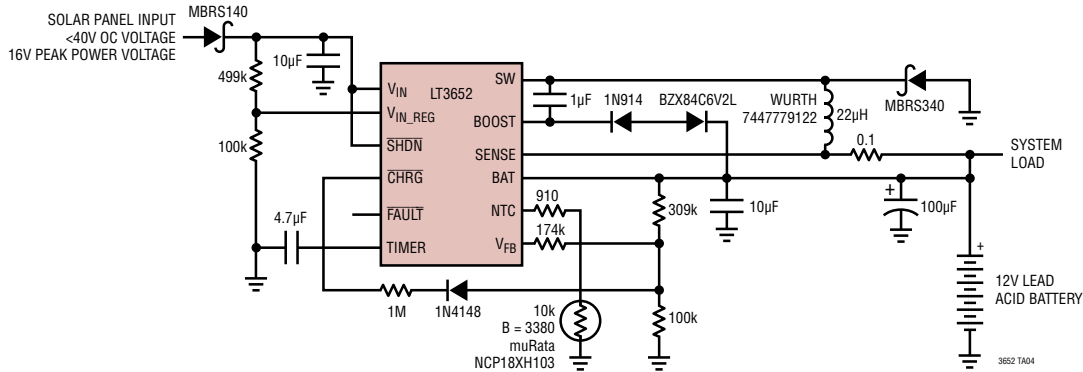 SOLAR PANEL INPUT
<40V OC VOLTAGE
16V PEAK POWER VOLTAGE
MBRS140
10µF
499k
100k
4.7µF
LT3652
VIN
VIN_REG
SHDN
CHRG
FAULT
TIMER
SW
BOOST
SENSE
BAT
NTC
VFB
1µF
1N914
BZX84C6V2L
WURTH
7447779122
22µH
MBRS340
0.1
SYSTEM
LOAD
910
174k
309k
10µF
+
100µF
+
12V LEAD
ACID BATTERY
1M
1N4148
10k
B = 3380
muRata
NCP18XH103
100k
3652 TA04